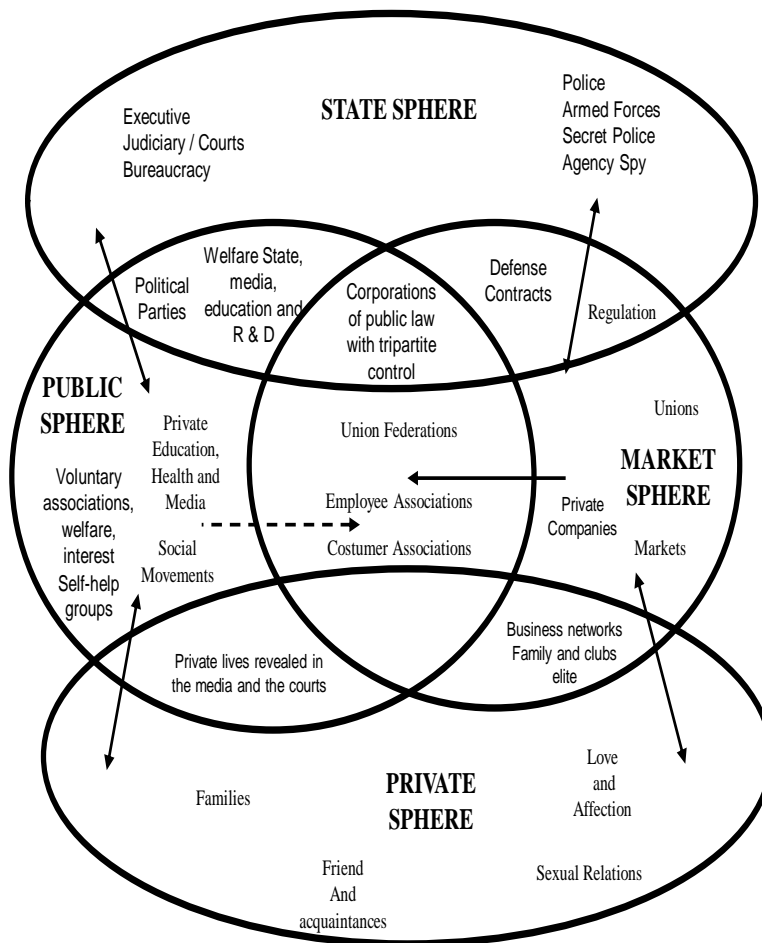 STATE SPHERE
Executive
Judiciary / Courts
Bureaucracy
Police
Armed Forces
Secret Police
Agency Spy
Political
Parties
Welfare State,
media,
education and
R & D
Corporations
of public law
with tripartite
control
Defense
Contracts
Regulation
PUBLIC
SPHERE
Private
Education,
Health and
Media
Voluntary
associations,
welfare,
interest
Self-help
groups
Social
Movements
Union Federations
Employee Associations
Costumer Associations
Unions
MARKET
SPHERE
Private
Companies
Markets
Private lives revealed in
the media and the courts
Business networks
Family and clubs
elite
PRIVATE
SPHERE
Families
Love
and
Affection
Friend
And
acquaintances
Sexual Relations